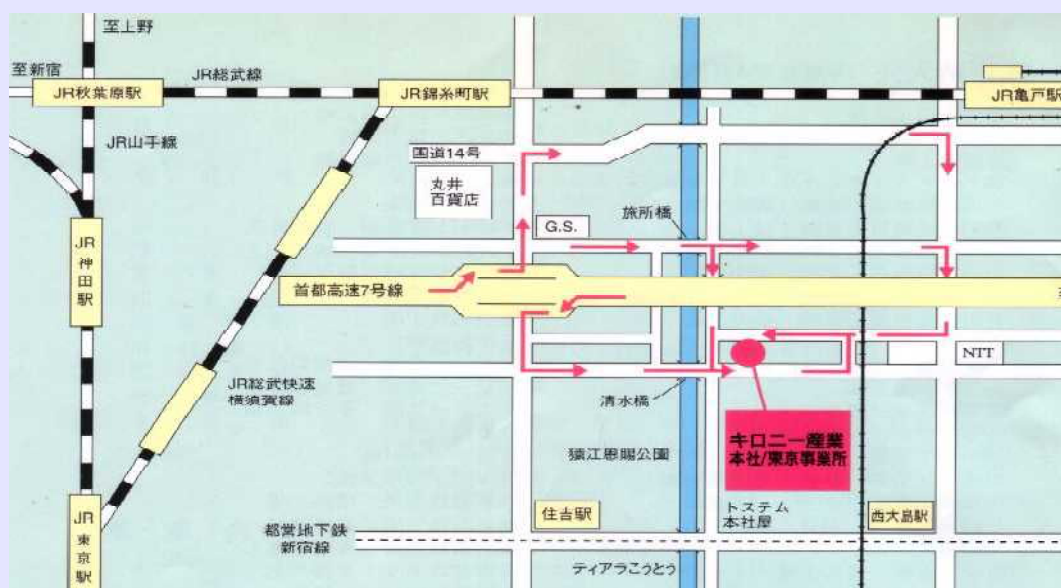 至上野
至新宿
JR総武線
JR秋葉原駅
JR錦糸町駅
JR亀戸駅
JR山手線
国道14号
丸井
百貨店
旅所橋
G.S.
JR
神田駅
首都高速7号線
NTT
JR総武快速
横須賀線
清水橋
キロニー産業
本社/東京事業所
猿江恩賜公園
住吉駅
トステム
本社屋
西大島駅
JR
東京駅
都営地下鉄
新宿線
ティアラこうとう